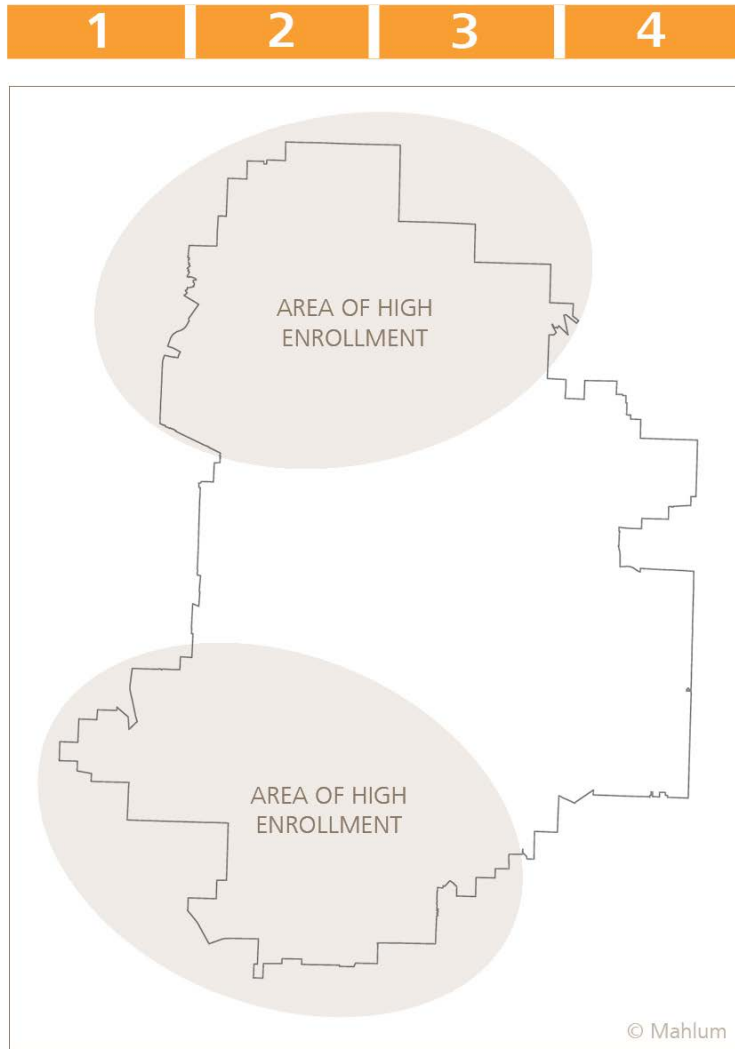 1 2 3 4
AREA OF HIGH
ENROLLMENT
AREA OF HIGH
ENROLLMENT
© Mahlum